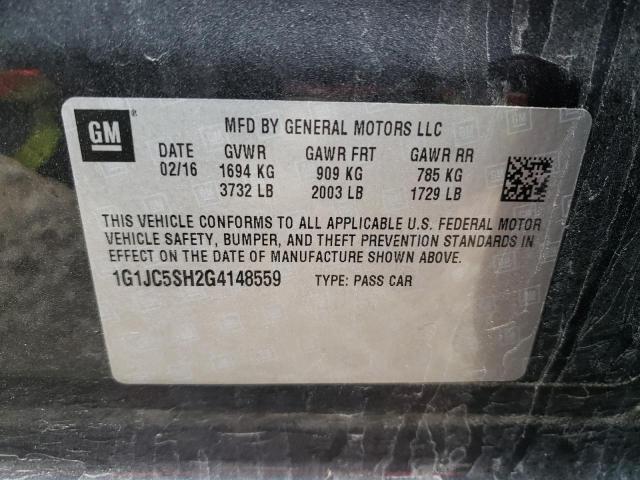 GM ®
MFD BY GENERAL MOTORS LLC
DATE GVWR GAWR FRT GAWR RR
02/16 1694 KG 909 KG 785 KG
3732 LB 2003 LB 1729 LB
THIS VEHICLE CONFORMS TO ALL APPLICABLE U.S. FEDERAL MOTOR
VEHICLE SAFETY, BUMPER, AND THEFT PREVENTION STANDARDS IN
EFFECT ON THE DATE OF MANUFACTURE SHOWN ABOVE.
1G1JC5SH2G4148559 TYPE: PASS CAR